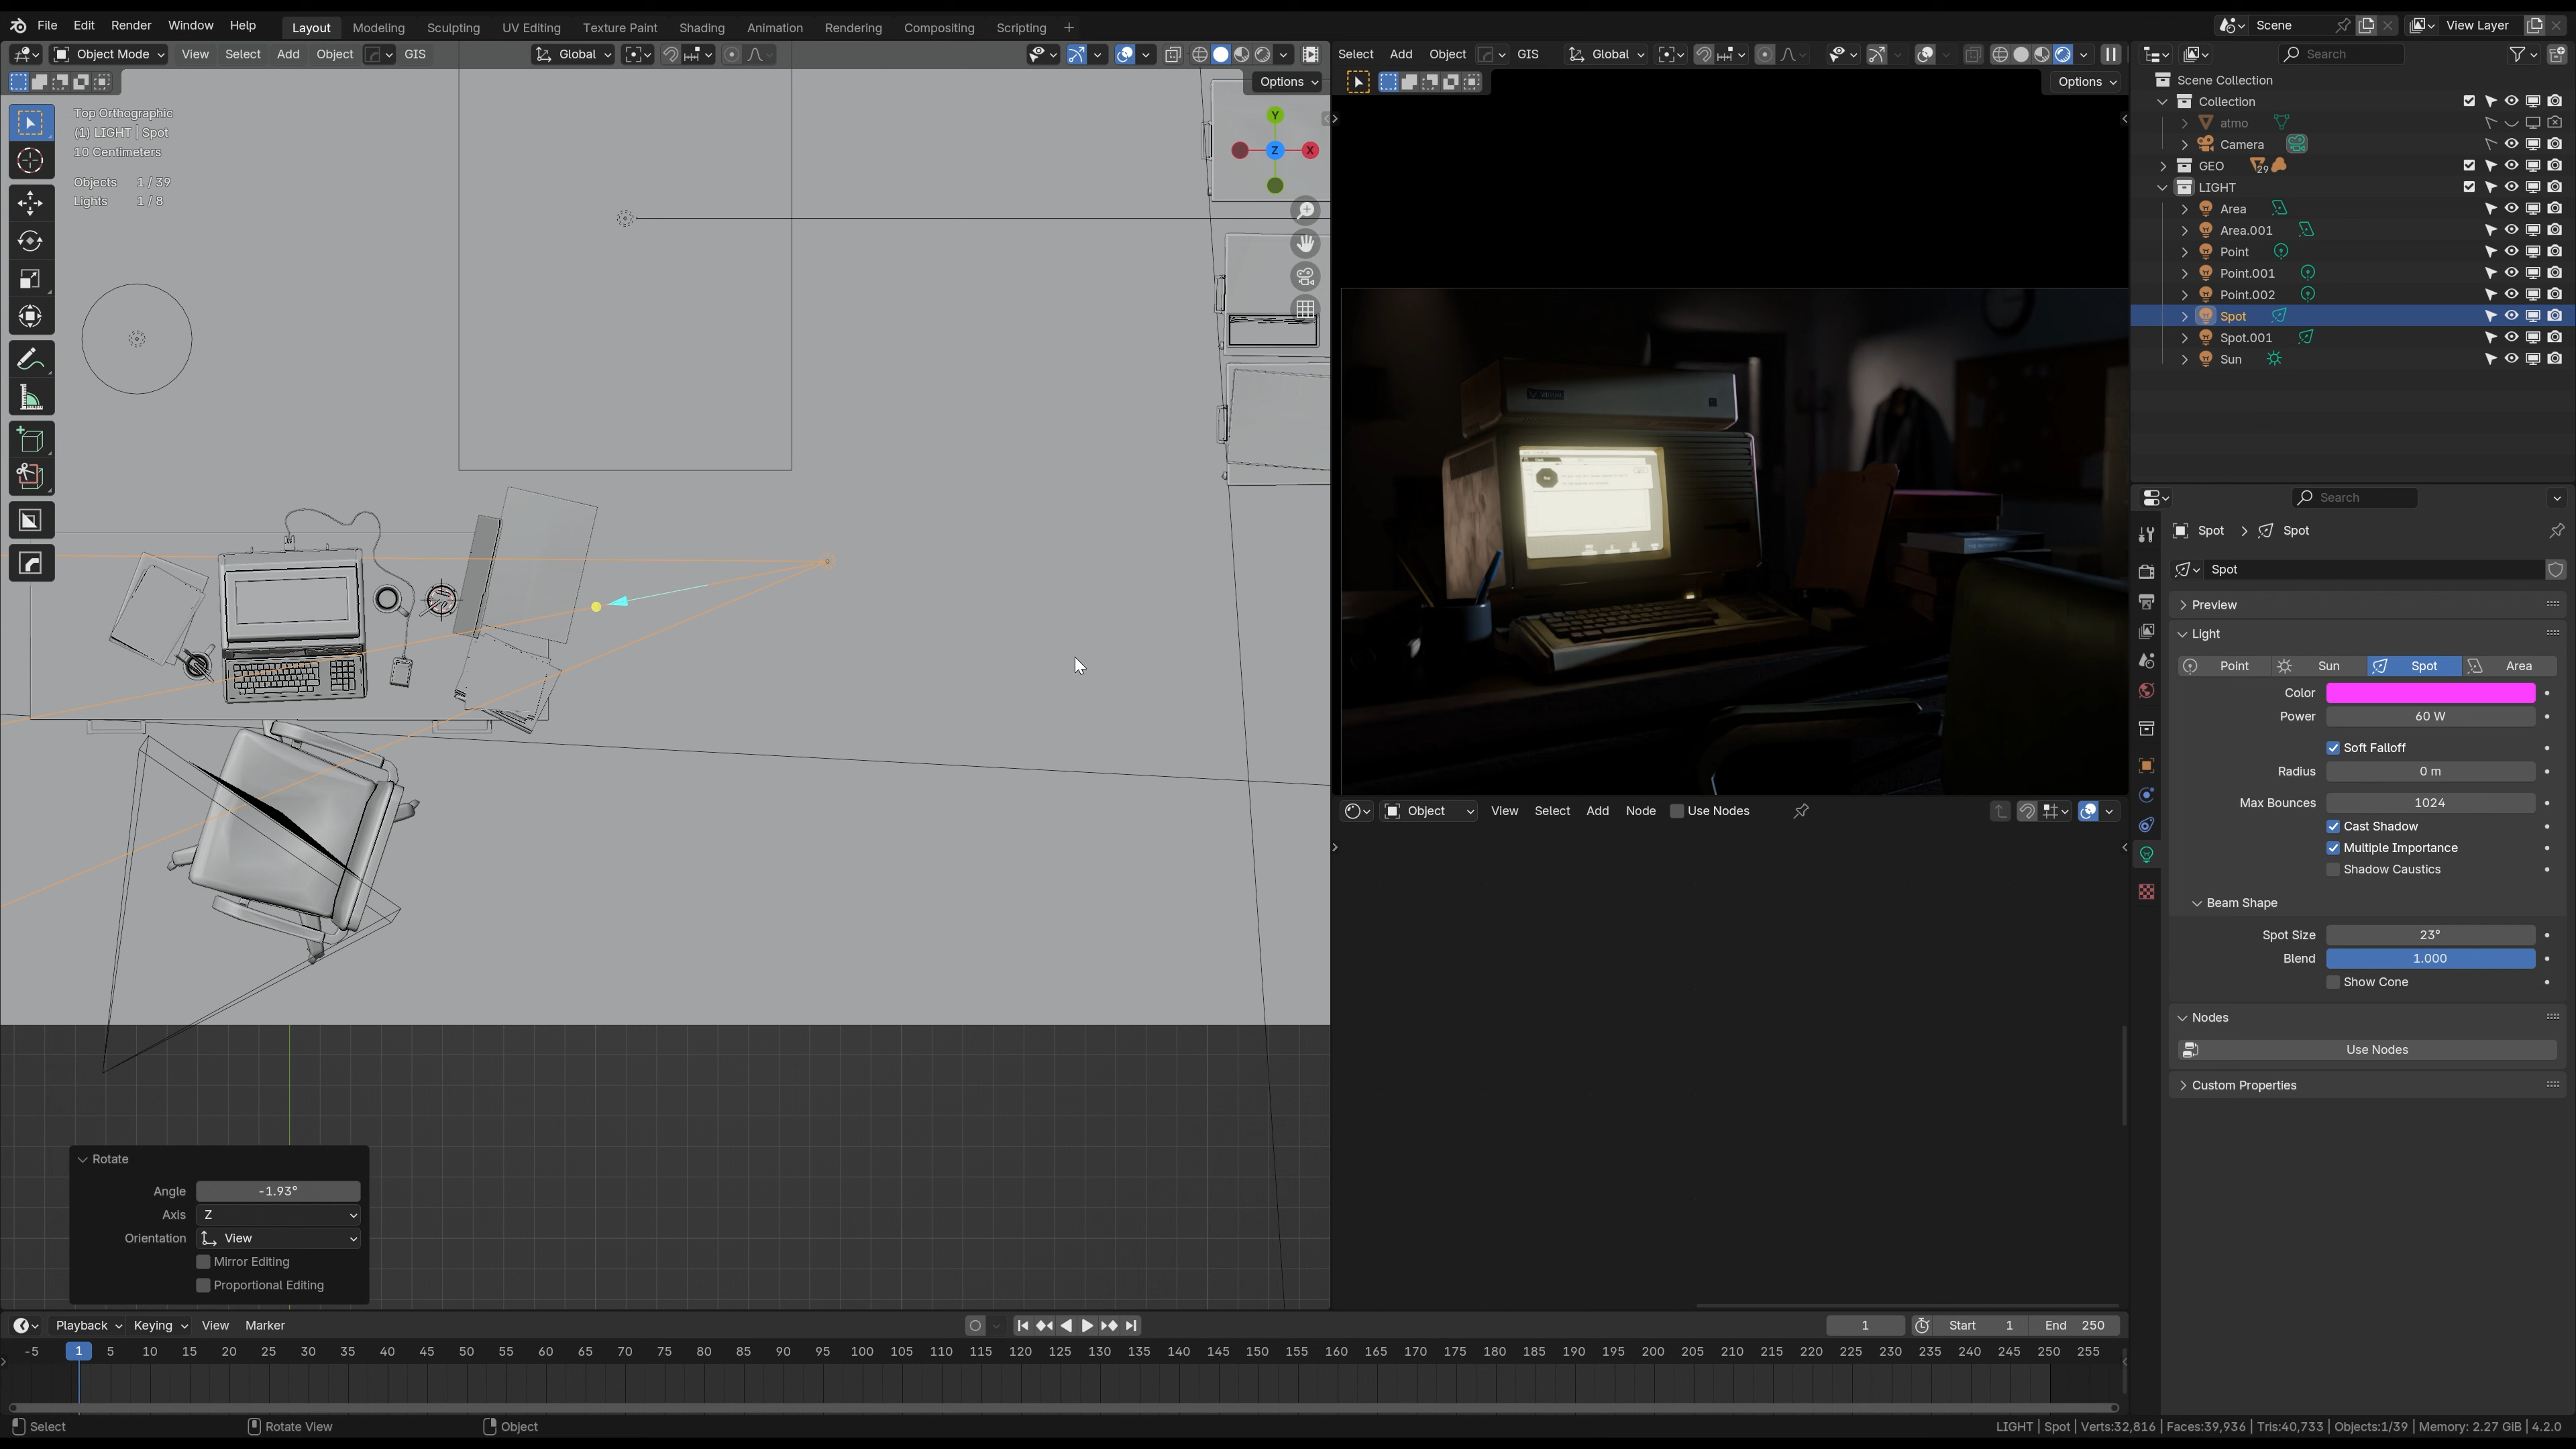 File Edit Render Window Help Layout Modeling Sculpting UV Editing Texture Paint Shading Animation Rendering Compositing Scripting + Scene View Layer
Object Mode View Select Add Object GIS Global
Select Add Object GIS Global
Search
Options
Options
Top Orthographic
(1) LIGHT | Spot
10 Centimeters
Objects 1 / 39
Lights 1 / 8
Y
Z
X
Scene Collection
Collection
atmo
Camera
GEO 29
LIGHT
Area
Area.001
Point
Point.001
Point.002
Spot
Spot.001
Sun
Search
Spot > Spot
Spot
Preview
Light
Point Sun Spot Area
Color
Power 60 W
Soft Falloff
Radius 0 m
Max Bounces 1024
Cast Shadow
Multiple Importance
Shadow Caustics
Beam Shape
Spot Size 23°
Blend 1.000
Show Cone
Nodes
Use Nodes
Custom Properties
Object View Select Add Node Use Nodes
Rotate
Angle -1.93°
Axis Z
Orientation View
Mirror Editing
Proportional Editing
Playback Keying View Marker 1 Start 1 End 250
-5 1 5 10 15 20 25 30 35 40 45 50 55 60 65 70 75 80 85 90 95 100 105 110 115 120 125 130 135 140 145 150 155 160 165 170 175 180 185 190 195 200 205 210 215 220 225 230 235 240 245 250 255
Select Rotate View Object LIGHT | Spot | Verts:32,816 | Faces:39,936 | Tris:40,733 | Objects:1/39 | Memory: 2.27 GiB | 4.2.0